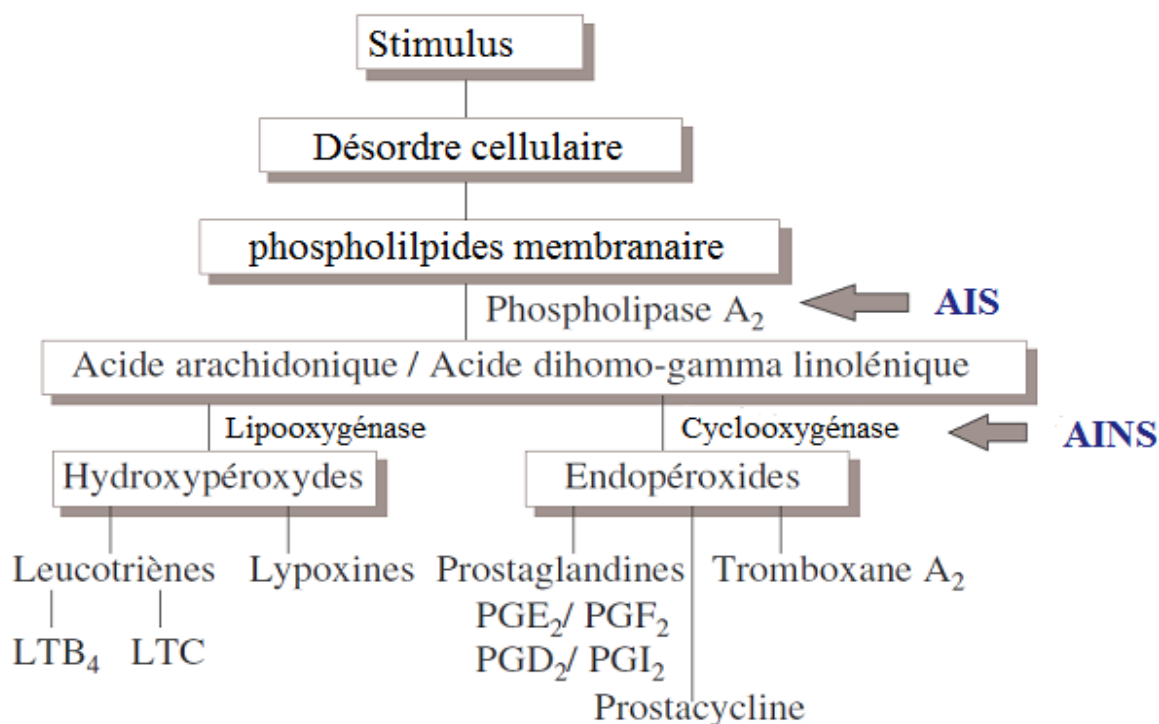 Stimulus
Désordre cellulaire
phospholilpides membranaire
Phospholipase A₂
AIS
Acide arachidonique / Acide dihomo-gamma linolénique
Lipooxygénase
Cyclooxygénase
AINS
Hydroxypéroxydes
Endopéroxides
Leucotriènes
Lypoxines
Prostaglandines
Tromboxane A₂
LTB₄
LTC
PGE₂/ PGF₂
PGD₂/ PGI₂
Prostacycline